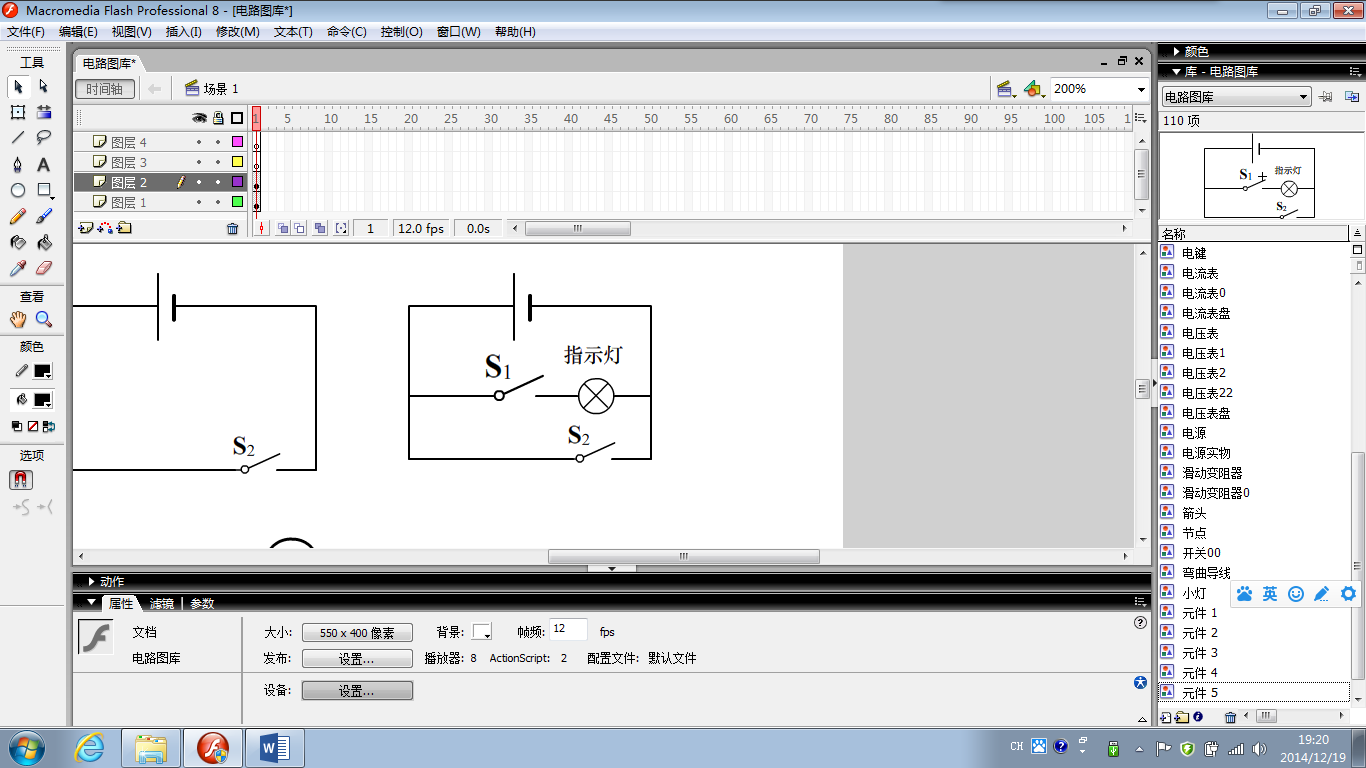 Macromedia Flash Professional 8 - [电路图库*]
文件(F) 编辑(E) 视图(V) 插入(I) 修改(M) 文本(T) 命令(C) 控制(O) 窗口(W) 帮助(H)
工具
查看
颜色
选项
电路图库*
时间轴
场景 1
200%
1 5 10 15 20 25 30 35 40 45 50 55 60 65 70 75 80 85 90 95 100 105 1
图层 4
图层 3
图层 2
图层 1
1 12.0 fps 0.0s
S2
S1
指示灯
S2
动作
属性 滤镜 参数
文档
电路图库
大小: 550 x 400 像素 背景: 帧频: 12 fps
发布: 设置... 播放器: 8 ActionScript: 2 配置文件: 默认文件
设备: 设置...
颜色
库 - 电路图库
电路图库
110 项
S1 指示灯
S2
名称
电键
电流表
电流表0
电流表盘
电压表
电压表1
电压表2
电压表22
电压表盘
电源
电源实物
滑动变阻器
滑动变阻器0
箭头
节点
开关00
弯曲导线
小灯
英
元件 1
元件 2
元件 3
元件 4
元件 5
CH
19:20
2014/12/19